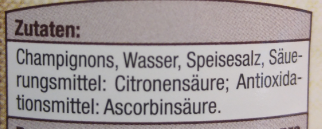 Zutaten:
Champignons, Wasser, Speisesalz, Säue-
rungsmittel: Citronensäure; Antioxida-
tionsmittel: Ascorbinsäure.